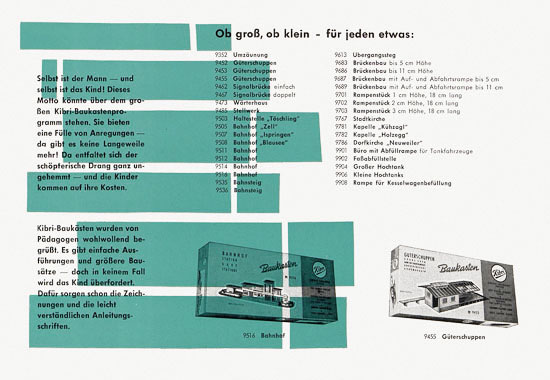 Ob groß, ob klein – für jeden etwas:
Selbst ist der Mann — und
selbst ist das Kind! Dieses
Motto könnte über dem gro-
ßen Kibri-Baukastenpro-
gramm stehen. Sie bieten
eine Fülle von Anregungen —
da gibt es keine Langeweile
mehr! Da entfaltet sich der
schöpferische Drang ganz un-
gehemmt — und die Kinder
kommen auf ihre Kosten.
Kibri-Baukästen wurden von
Pädagogen wohlwollend be-
grüßt. Es gibt einfache Aus-
führungen und größere Bau-
sätze — doch in keinem Fall
wird das Kind überfordert.
Dafür sorgen schon die Zeich-
nungen und die leicht
verständlichen Anleitungs-
schriften.
9352 Umzäunung
9452 Güterschuppen
9453 Güterschuppen
9455 Güterschuppen
9462 Signalbrücke einfach
9467 Signalbrücke doppelt
9473 Wärterhaus
9485 Stellwerk
9503 Haltestelle „Töschling"
9505 Bahnhof „Zell"
9507 Bahnhof „Ispringen"
9508 Bahnhof „Blausee"
9511 Bahnhof
9512 Bahnhof
9514 Bahnhof
9516 Bahnhof
9535 Bahnsteig
9536 Bahnsteig
9613 Übergangssteg
9683 Brückenbau bis 5 cm Höhe
9686 Brückenbau bis 11 cm Höhe
9687 Brückenbau mit Auf- und Abfahrtsrampe bis 5 cm
9689 Brückenbau mit Auf- und Abfahrtsrampe bis 11 cm
9701 Rampenstück 1 cm Höhe, 18 cm lang
9702 Rampenstück 2 cm Höhe, 18 cm lang
9703 Rampenstück 3 cm Höhe, 18 cm lang
9767 Stadtkirche
9781 Kapelle „Kühzagl"
9782 Kapelle „Holzegg"
9786 Dorfkirche „Neuweiler"
9901 Büro mit Abfüllrampe für Tankfahrzeuge
9902 Faßabfüllstelle
9904 Großer Hochtank
9906 Kleine Hochtanks
9908 Rampe für Kesselwagenbefüllung
BAHNHOF
STATION
Baukasten
Kibri
9516 Bahnhof
GÜTERSCHUPPEN
Baukasten
Kibri
9455 Güterschuppen